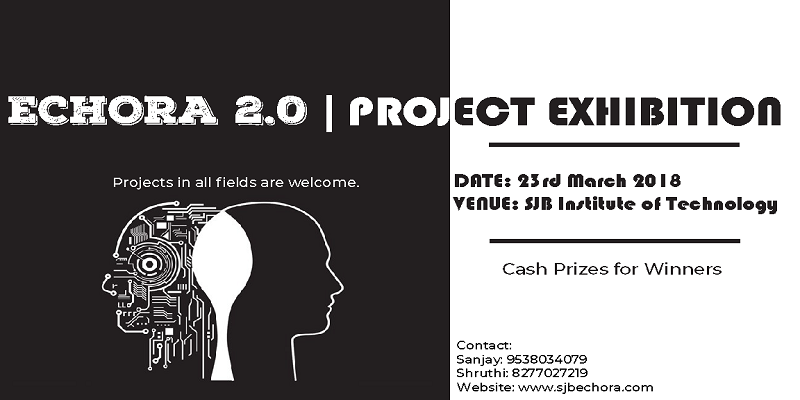 ECHORA 2.0 | PROJECT EXHIBITION
Projects in all fields are welcome.
DATE: 23rd March 2018
VENUE: SJB Institute of Technology
Cash Prizes for Winners
Contact:
Sanjay: 9538034079
Shruthi: 8277027219
Website: www.sjbechora.com